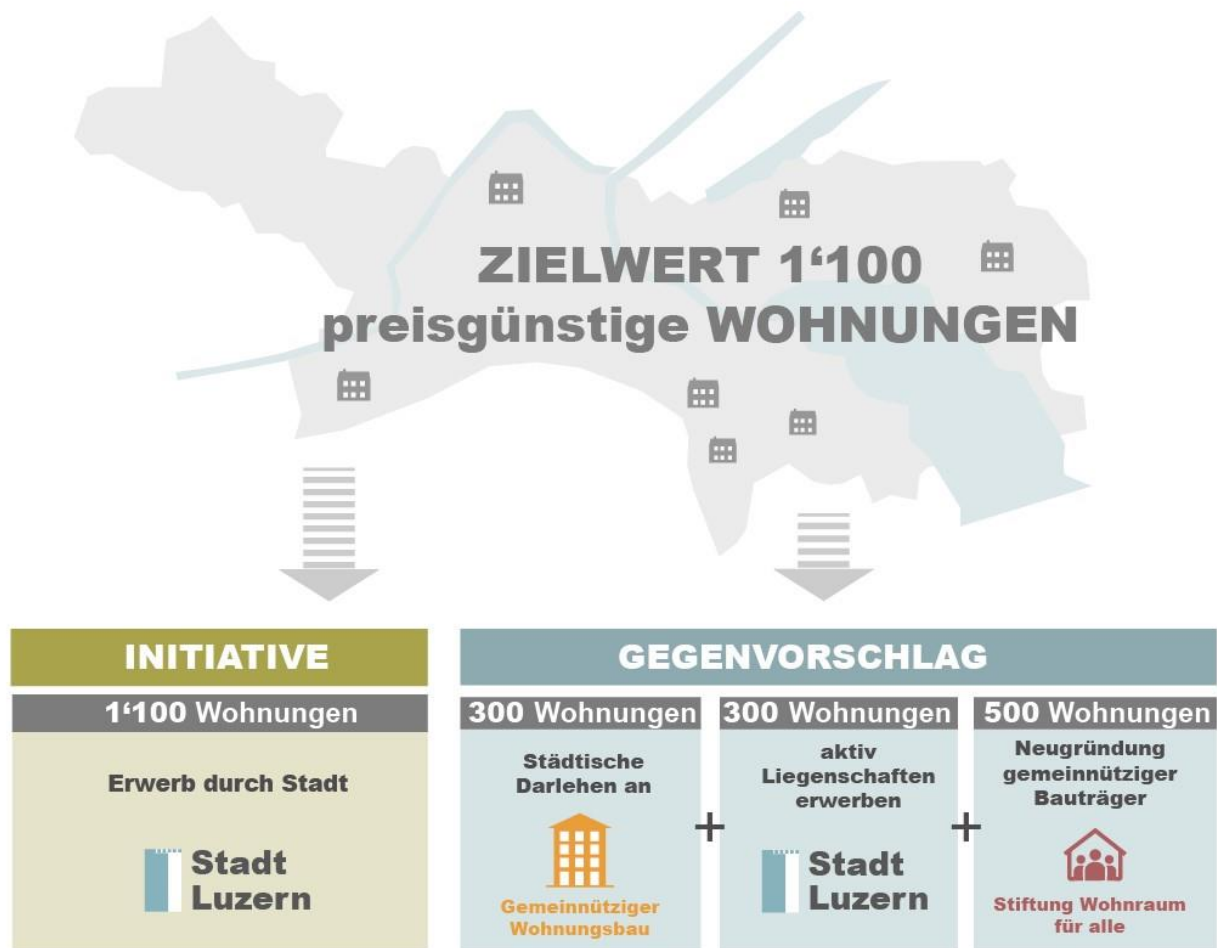 ZIELWERT 1‘100
preisgünstige WOHNUNGEN
INITIATIVE
1‘100 Wohnungen
Erwerb durch Stadt
Stadt
Luzern
GEGENVORSCHLAG
300 Wohnungen
Städtische
Darlehen an
Gemeinnütziger
Wohnungsbau
+
300 Wohnungen
aktiv
Liegenschaften
erwerben
Stadt
Luzern
+
500 Wohnungen
Neugründung
gemeinnütziger
Bauträger
Stiftung Wohnraum
für alle